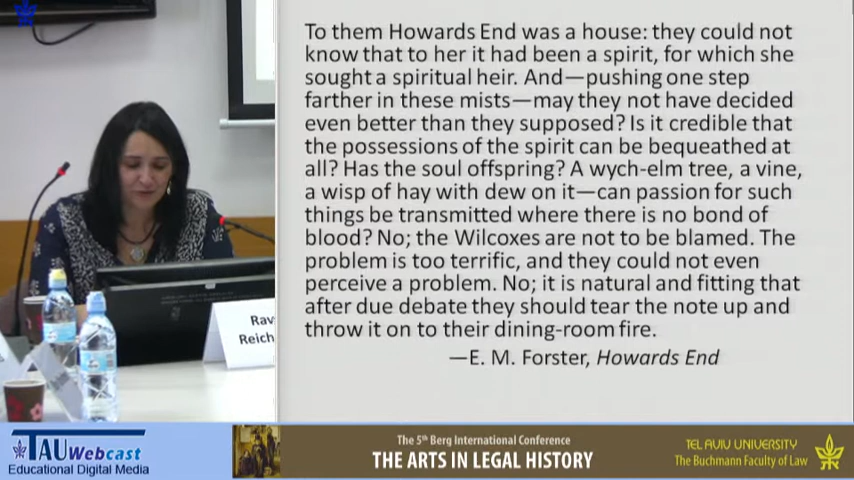 To them Howards End was a house: they could not
know that to her it had been a spirit, for which she
sought a spiritual heir. And—pushing one step
farther in these mists—may they not have decided
even better than they supposed? Is it credible that
the possessions of the spirit can be bequeathed at
all? Has the soul offspring? A wych-elm tree, a vine,
a wisp of hay with dew on it—can passion for such
things be transmitted where there is no bond of
blood? No; the Wilcoxes are not to be blamed. The
problem is too terrific, and they could not even
perceive a problem. No; it is natural and fitting that
after due debate they should tear the note up and
throw it on to their dining-room fire.
—E. M. Forster, Howards End
Rav
Reich
TAU Webcast
Educational Digital Media
The 5th Berg International Conference
THE ARTS IN LEGAL HISTORY
TEL AVIV UNIVERSITY
The Buchmann Faculty of Law